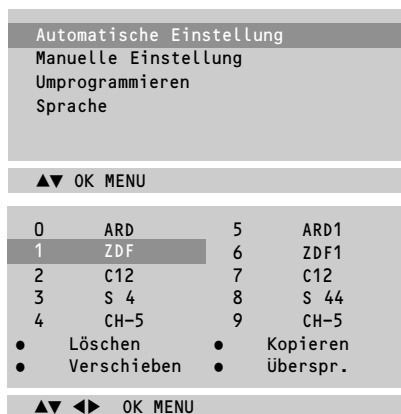 Automatische Einstellung
Manuelle Einstellung
Umprogrammieren
Sprache
▲▼ OK MENU
0 ARD 5 ARD1
1 ZDF 6 ZDF1
2 C12 7 C12
3 S 4 8 S 44
4 CH-5 9 CH-5
● Löschen ● Kopieren
● Verschieben ● Überspr.
▲▼ ◀▶ OK MENU